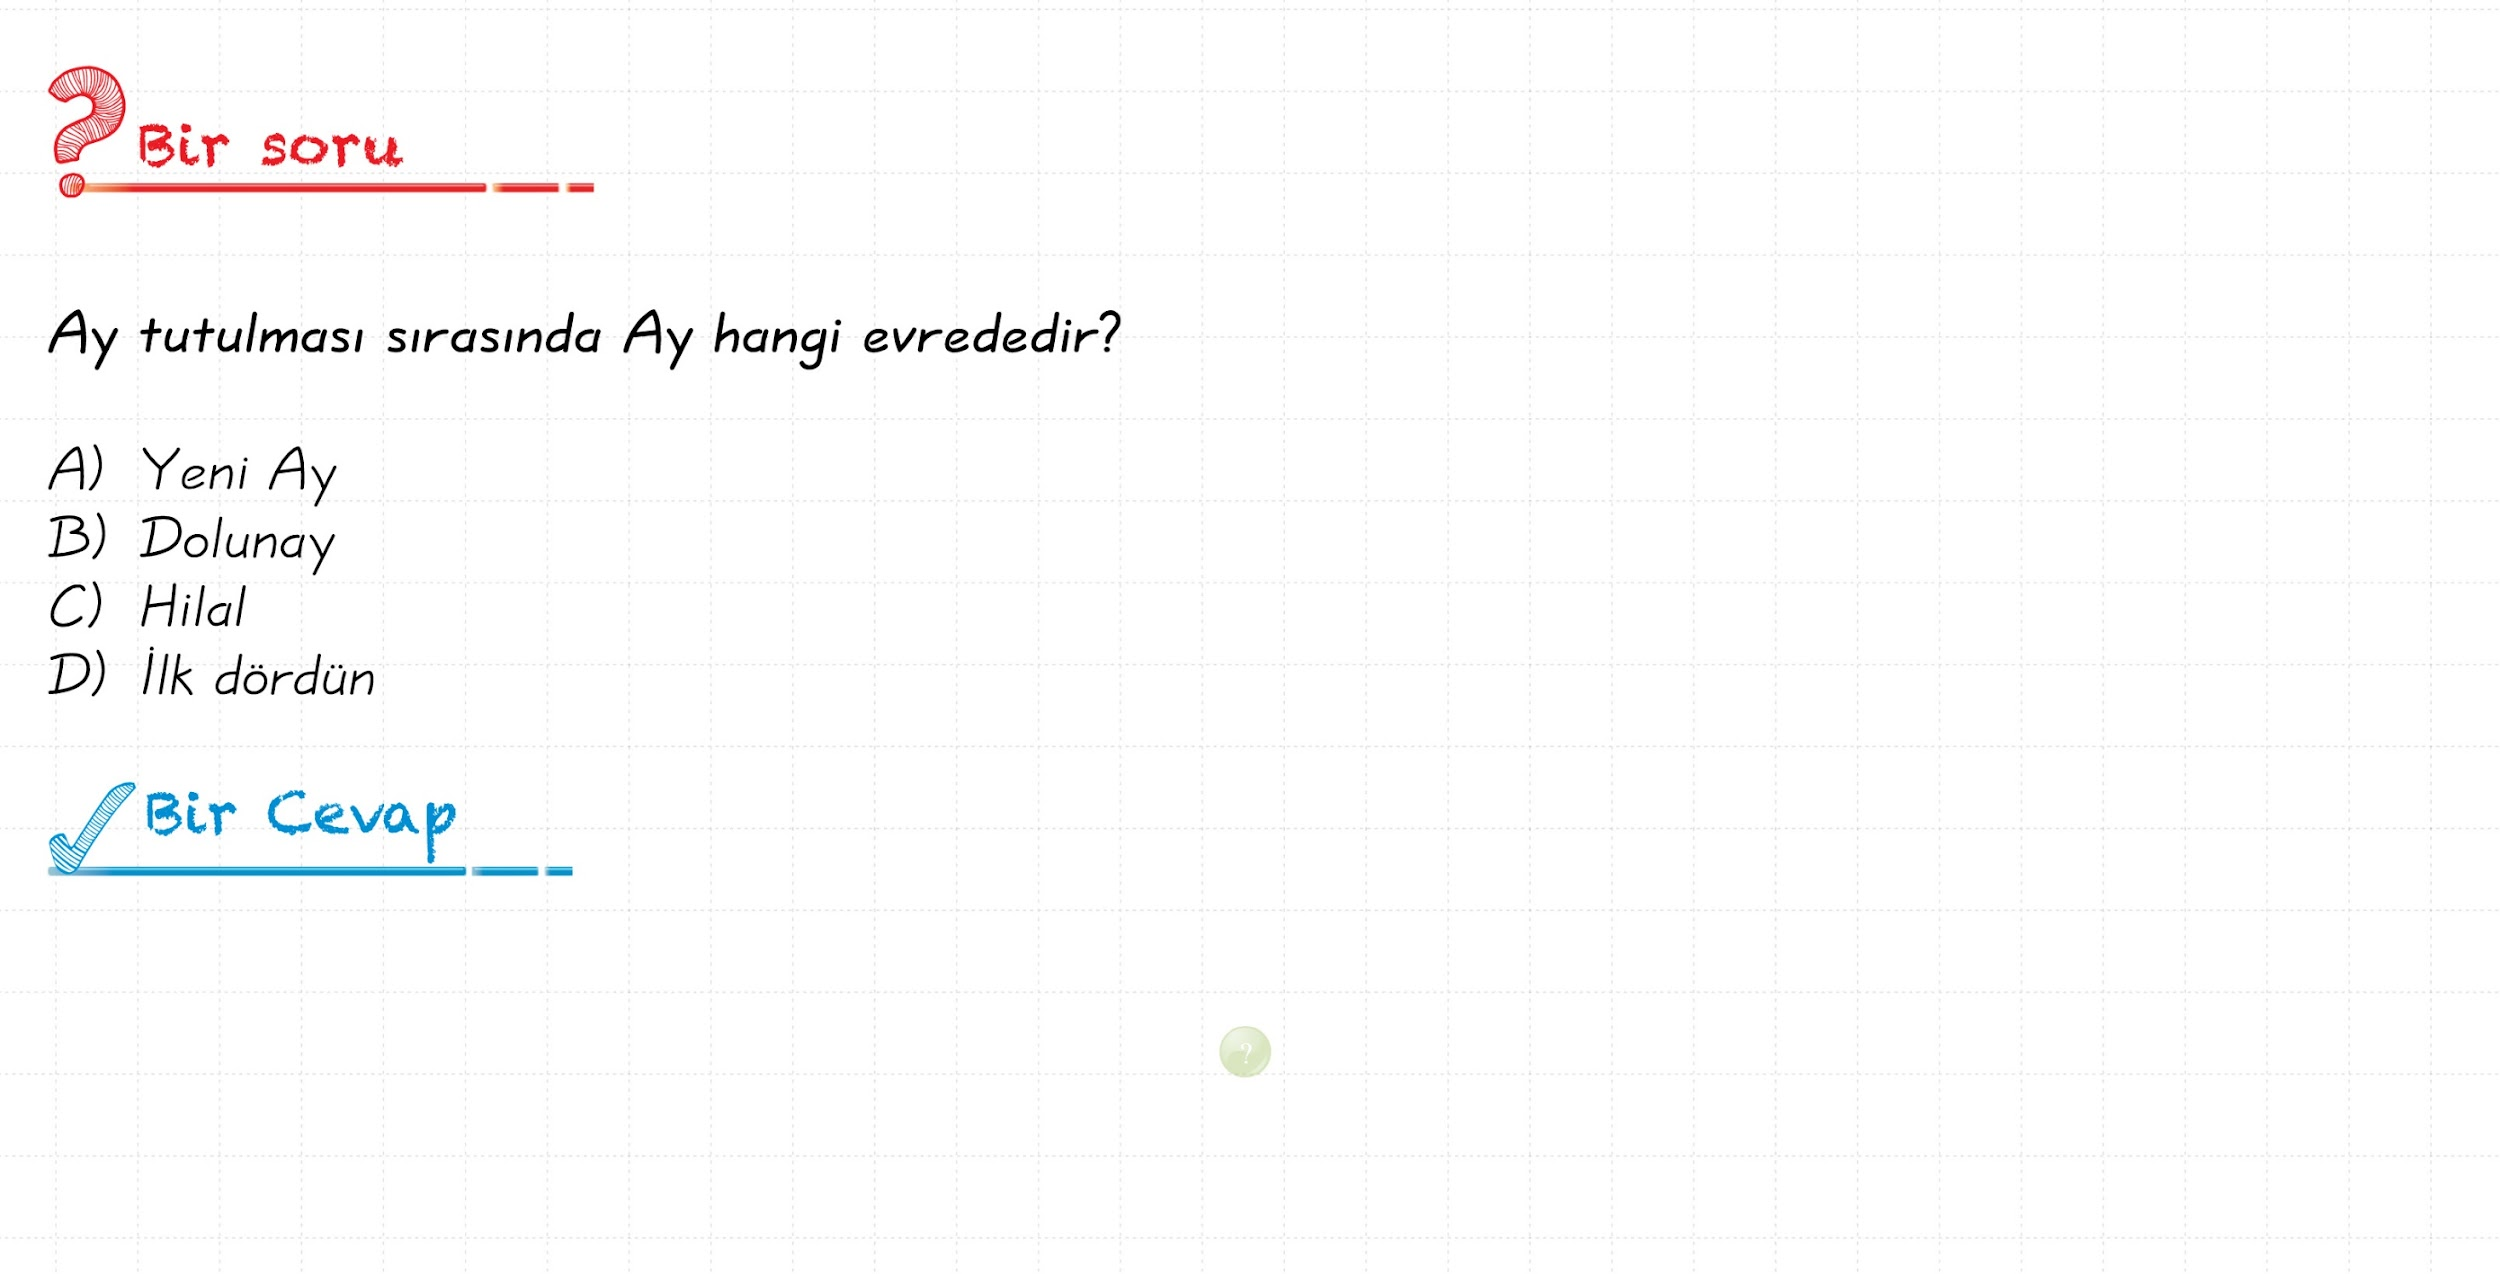 Bir soru
Ay tutulması sırasında Ay hangi evrededir?
A) Yeni Ay
B) Dolunay
C) Hilal
D) İlk dördün
Bir Cevap
?